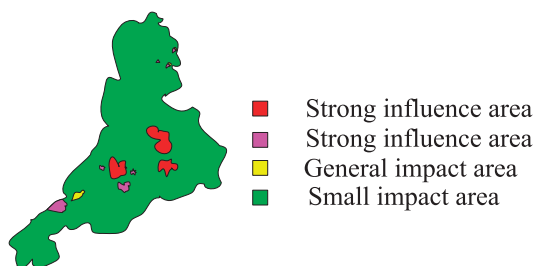 Strong influence area
Strong influence area
General impact area
Small impact area